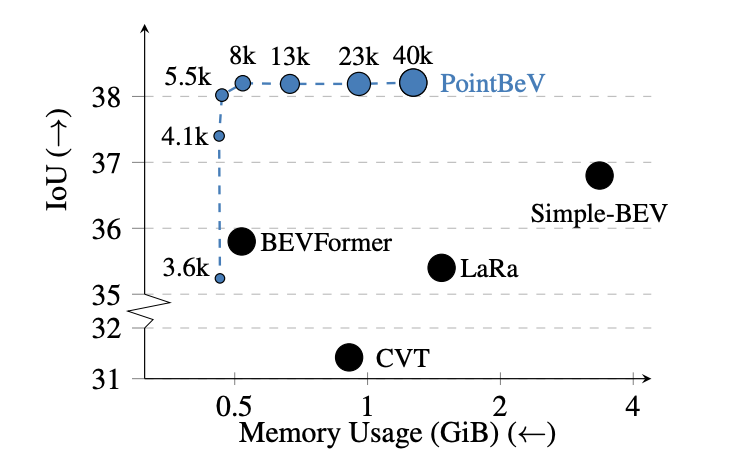 8k 13k 23k 40k
5.5k
PointBeV
38
4.1k
37
Simple-BEV
36
BEVFormer
3.6k
LaRa
35
32
CVT
31
0.5 1 2 4
IoU (→)
Memory Usage (GiB) (←)